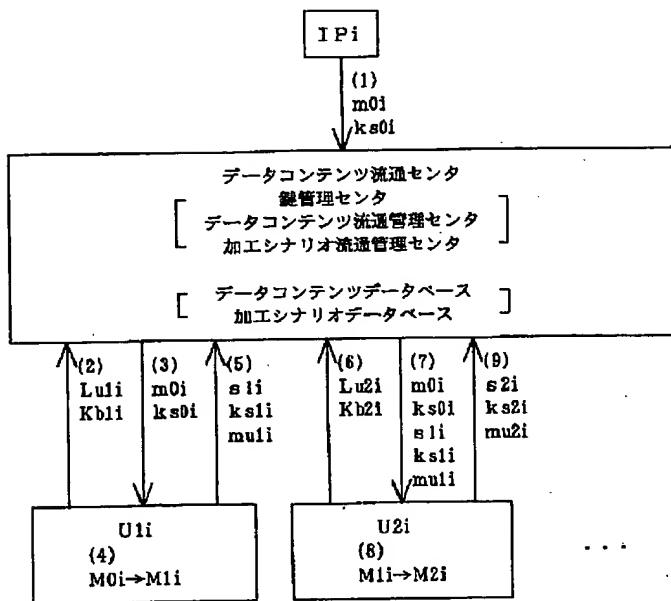 IPi
(1)
m0i
ks0i
データコンテンツ流通センタ
鍵管理センタ
データコンテンツ流通管理センタ
加工シナリオ流通管理センタ
データコンテンツデータベース
加工シナリオデータベース
(2)
Lu1i
Kb1i
(3)
m0i
ks0i
(5)
s1i
ks1i
mu1i
(6)
Lu2i
Kb2i
(7)
m0i
ks0i
s1i
ks1i
mu1i
(9)
s2i
ks2i
mu2i
U1i
(4)
M0i→M1i
U2i
(8)
M1i→M2i
...